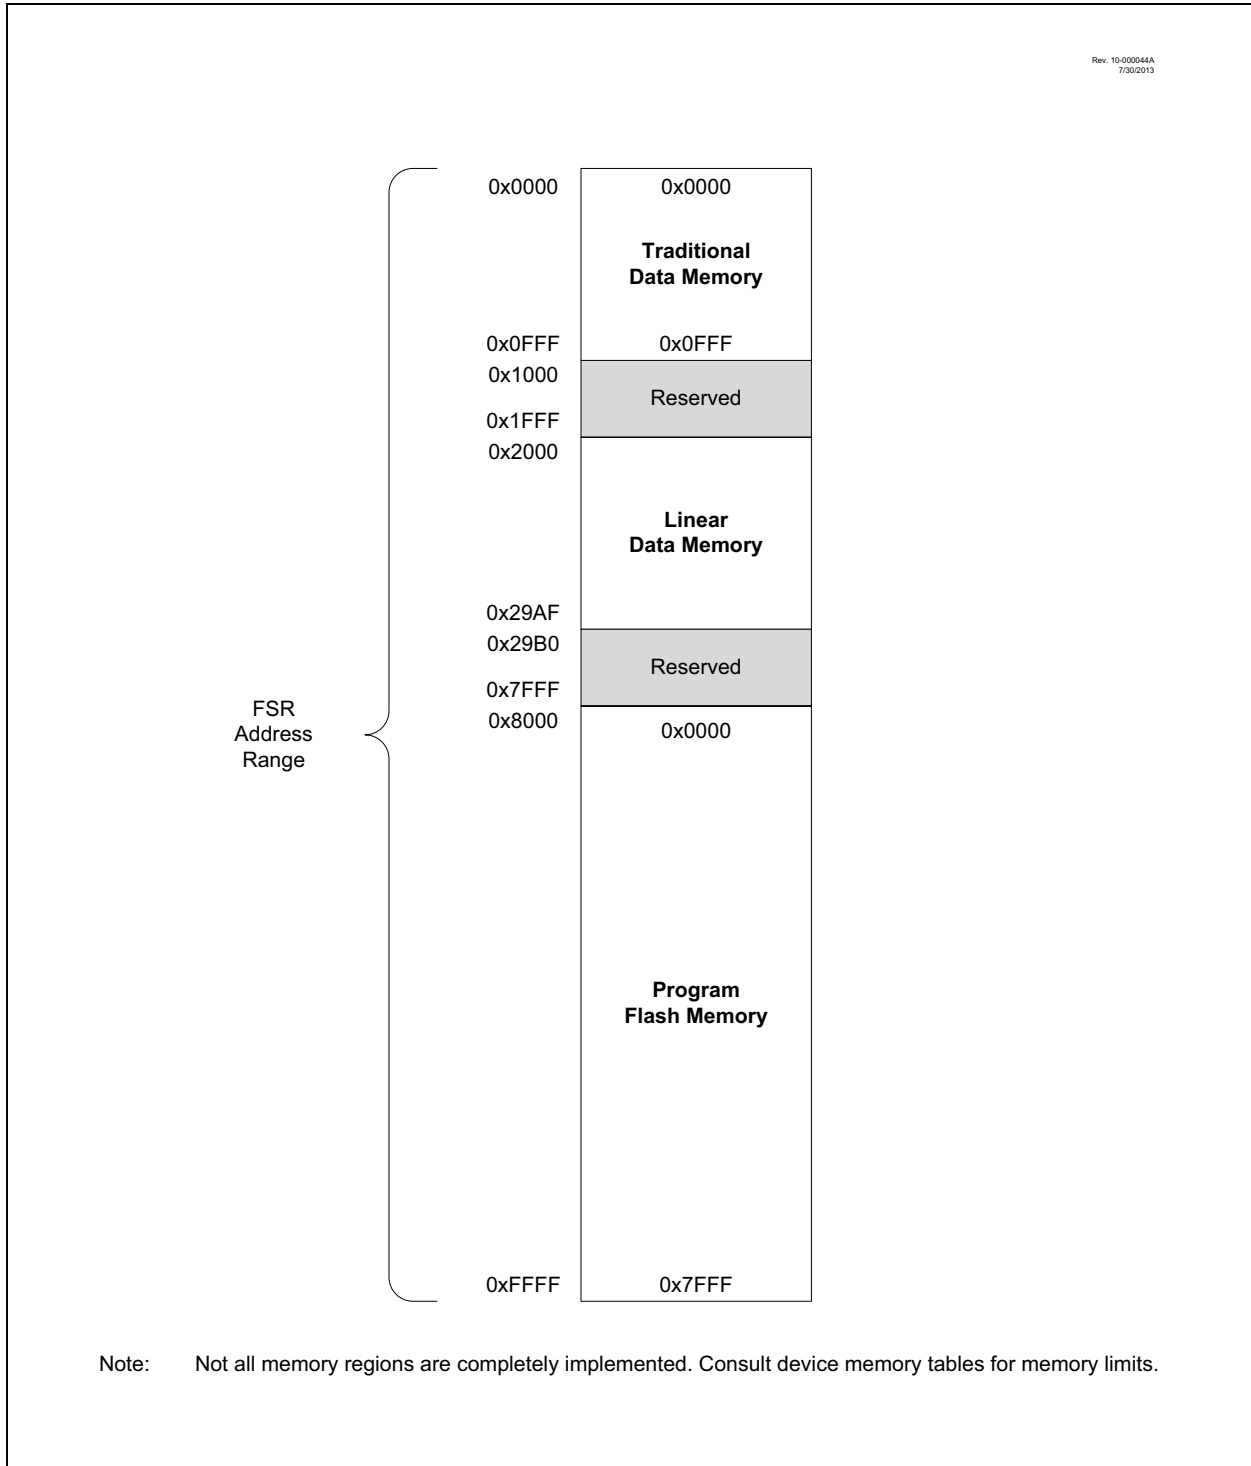 Rev. 10-000044A
7/30/2013
0x0000 0x0000
Traditional
Data Memory
0x0FFF 0x0FFF
0x1000
Reserved
0x1FFF
0x2000
Linear
Data Memory
0x29AF
0x29B0
Reserved
0x7FFF
FSR
Address
Range
0x8000 0x0000
Program
Flash Memory
0xFFFF 0x7FFF
Note: Not all memory regions are completely implemented. Consult device memory tables for memory limits.